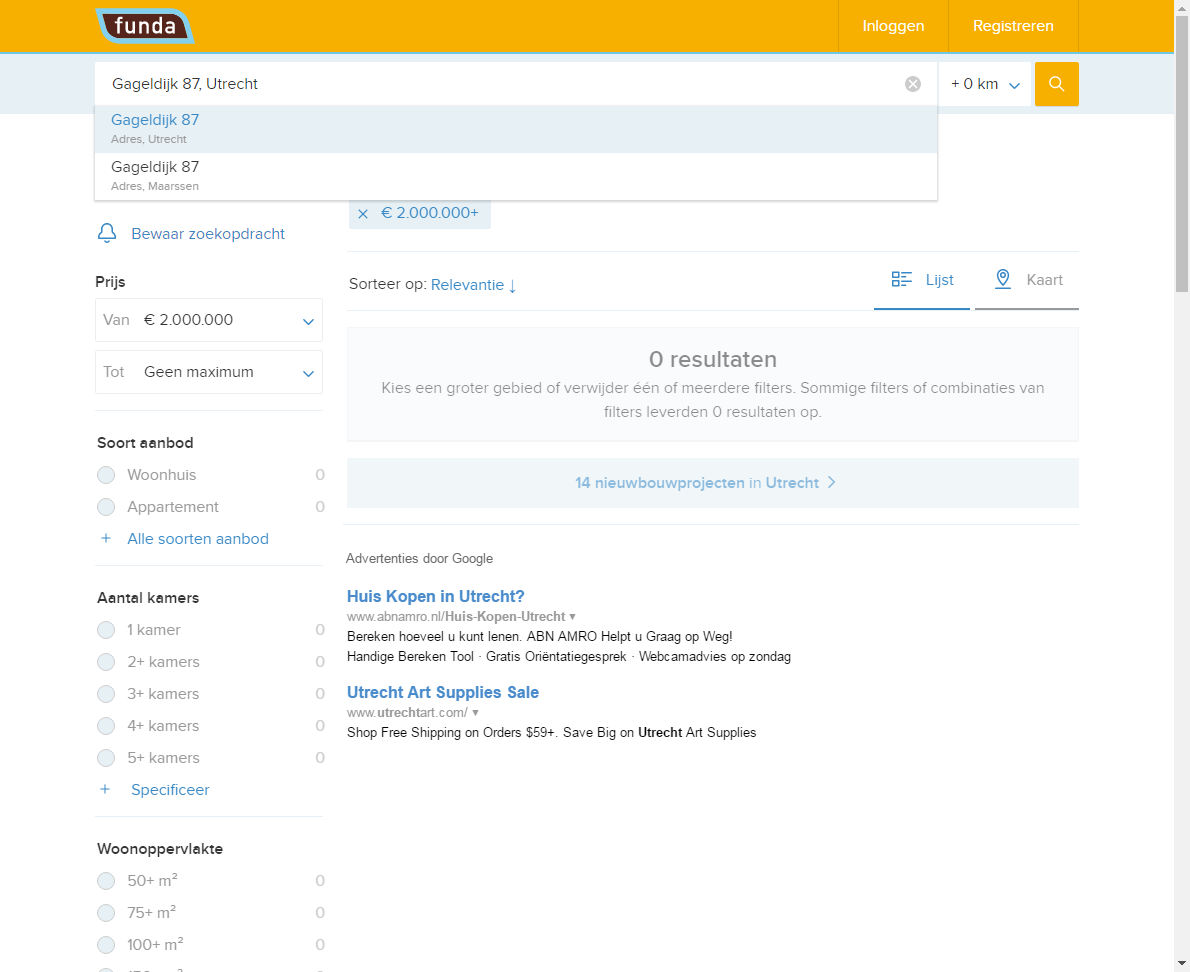 funda
Inloggen
Registreren
Gageldijk 87, Utrecht
+ 0 km
Gageldijk 87
Adres, Utrecht
Gageldijk 87
Adres, Maarssen
€ 2.000.000+
Bewaar zoekopdracht
Sorteer op: Relevantie ↓
Lijst
Kaart
Prijs
Van € 2.000.000
Tot Geen maximum
0 resultaten
Kies een groter gebied of verwijder één of meerdere filters. Sommige filters of combinaties van
filters leverden 0 resultaten op.
14 nieuwbouwprojecten in Utrecht
Soort aanbod
Woonhuis 0
Appartement 0
+ Alle soorten aanbod
Advertenties door Google
Huis Kopen in Utrecht?
www.abnamro.nl/Huis-Kopen-Utrecht ▾
Bereken hoeveel u kunt lenen. ABN AMRO Helpt u Graag op Weg!
Handige Bereken Tool · Gratis Oriëntatiegesprek · Webcamadvies op zondag
Utrecht Art Supplies Sale
www.utrechtart.com/ ▾
Shop Free Shipping on Orders $59+. Save Big on Utrecht Art Supplies
Aantal kamers
1 kamer 0
2+ kamers 0
3+ kamers 0
4+ kamers 0
5+ kamers 0
+ Specificeer
Woonoppervlakte
50+ m² 0
75+ m² 0
100+ m² 0